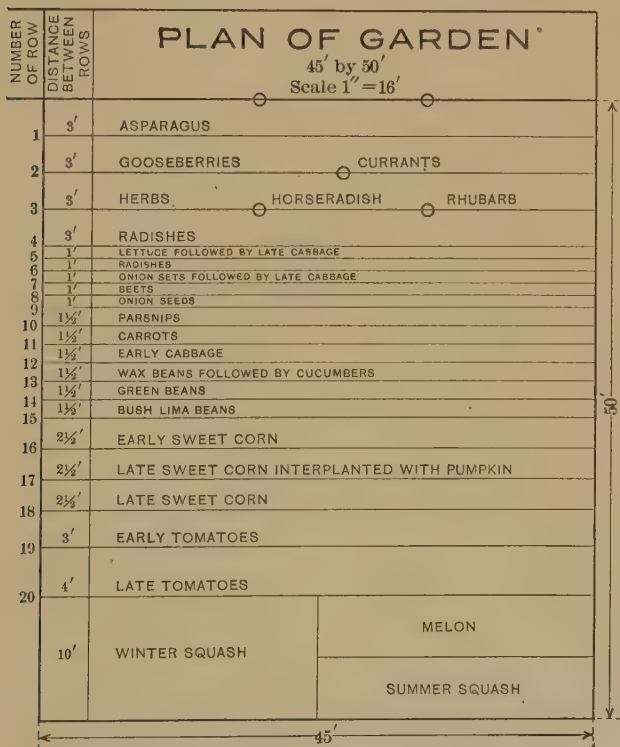 NUMBER OF ROW
DISTANCE BETWEEN ROWS
PLAN OF GARDEN
45' by 50'
Scale 1"=16'
1 3' ASPARAGUS
2 3' GOOSEBERRIES CURRANTS
3 3' HERBS HORSERADISH RHUBARB
4 3' RADISHES
5 1' LETTUCE FOLLOWED BY LATE CABBAGE
6 1' RADISHES
7 1' ONION SETS FOLLOWED BY LATE CABBAGE
8 1' BEETS
9 1' ONION SEEDS
10 1½' PARSNIPS
11 1½' CARROTS
12 1½' EARLY CABBAGE
13 1½' WAX BEANS FOLLOWED BY CUCUMBERS
14 1½' GREEN BEANS
15 1½' BUSH LIMA BEANS
16 2½' EARLY SWEET CORN
17 2½' LATE SWEET CORN INTERPLANTED WITH PUMPKIN
18 2½' LATE SWEET CORN
19 3' EARLY TOMATOES
20 4' LATE TOMATOES
10' WINTER SQUASH
MELON
SUMMER SQUASH
50'
45'